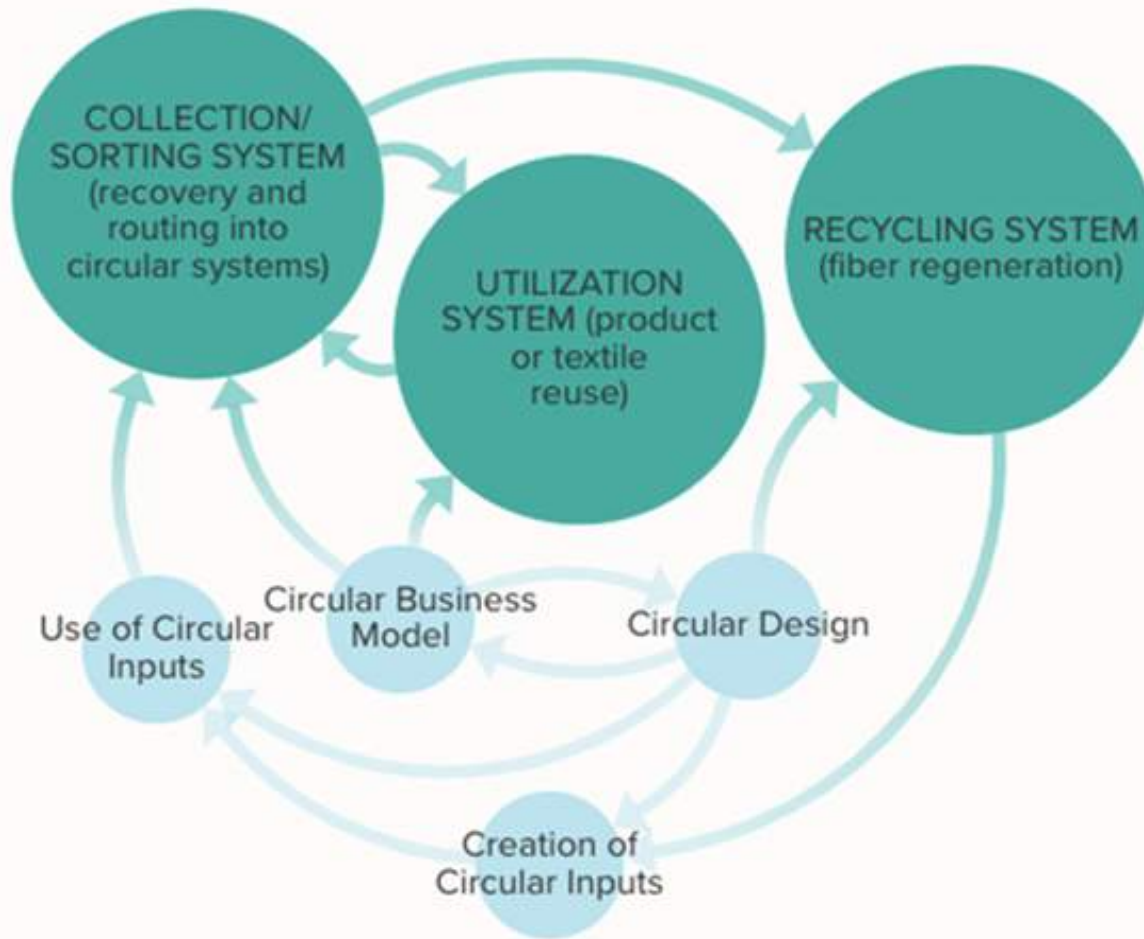 COLLECTION/
SORTING SYSTEM
(recovery and
routing into
circular systems)
UTILIZATION
SYSTEM (product
or textile
reuse)
RECYCLING SYSTEM
(fiber regeneration)
Use of Circular
Inputs
Circular Business
Model
Circular Design
Creation of
Circular Inputs